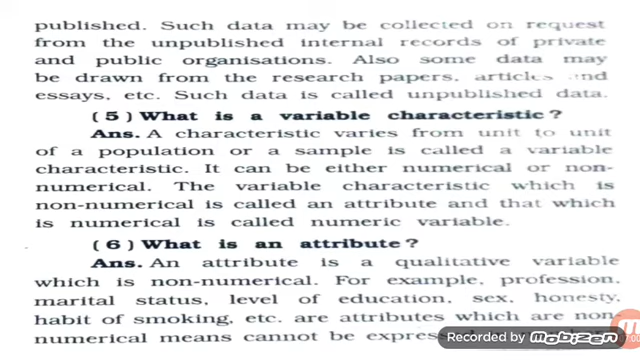 published. Such data may be collected on request
from the unpublished internal records of private
and public organisations. Also some data may
be drawn from the research papers, articles and
essays, etc. Such data is called unpublished data.
(5) What is a variable characteristic?
Ans. A characteristic varies from unit to unit
of a population or a sample is called a variable
characteristic. It can be either numerical or non-
numerical. The variable characteristic which is
non-numerical is called an attribute and that which
is numerical is called numeric variable.
(6) What is an attribute?
Ans. An attribute is a qualitative variable
which is non-numerical. For example, profession,
marital status, level of education, sex, honesty,
habit of smoking, etc. are attributes which are non-
numerical means cannot be
Recorded by mobizen